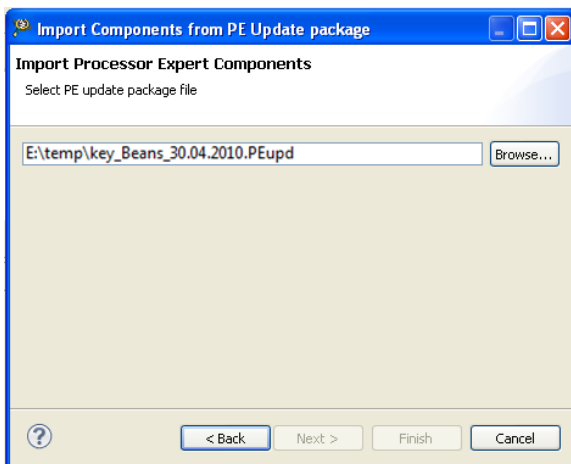 Import Components from PE Update package
Import Processor Expert Components
Select PE update package file
E:\temp\key_Beans_30.04.2010.PEupd
Browse...
?
< Back
Next >
Finish
Cancel